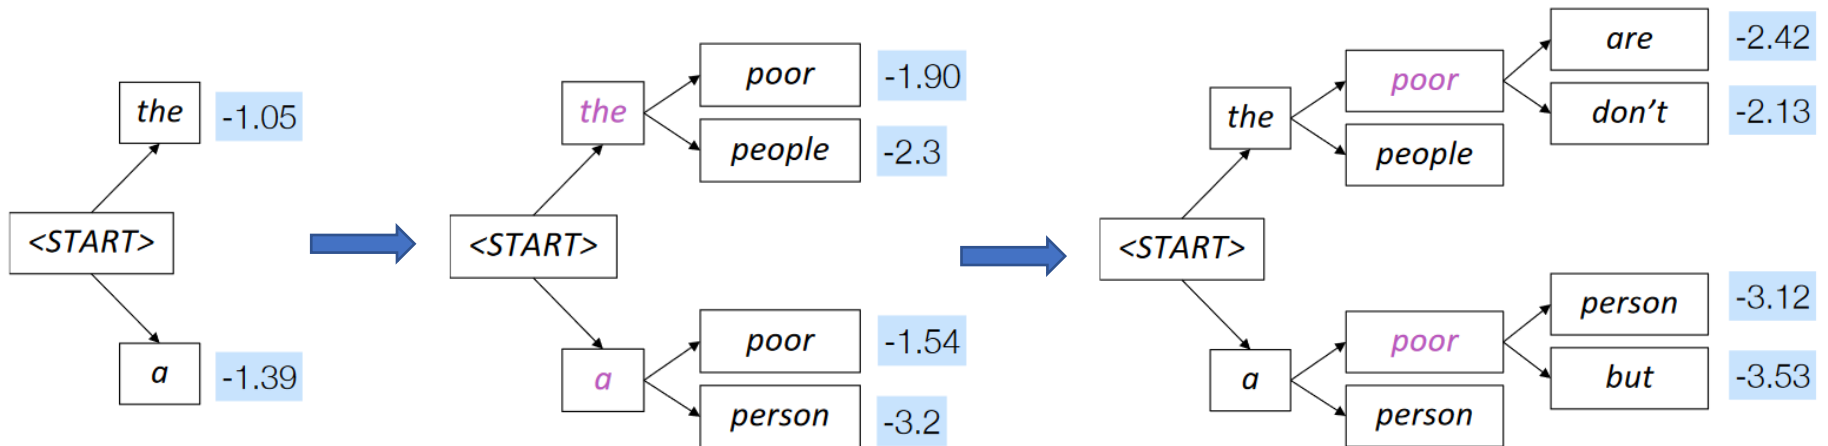 the -1.05
<START>
a -1.39
the
poor -1.90
people -2.3
<START>
a
poor -1.54
person -3.2
the
poor
are -2.42
don't -2.13
people
<START>
a
poor
person -3.12
but -3.53
person